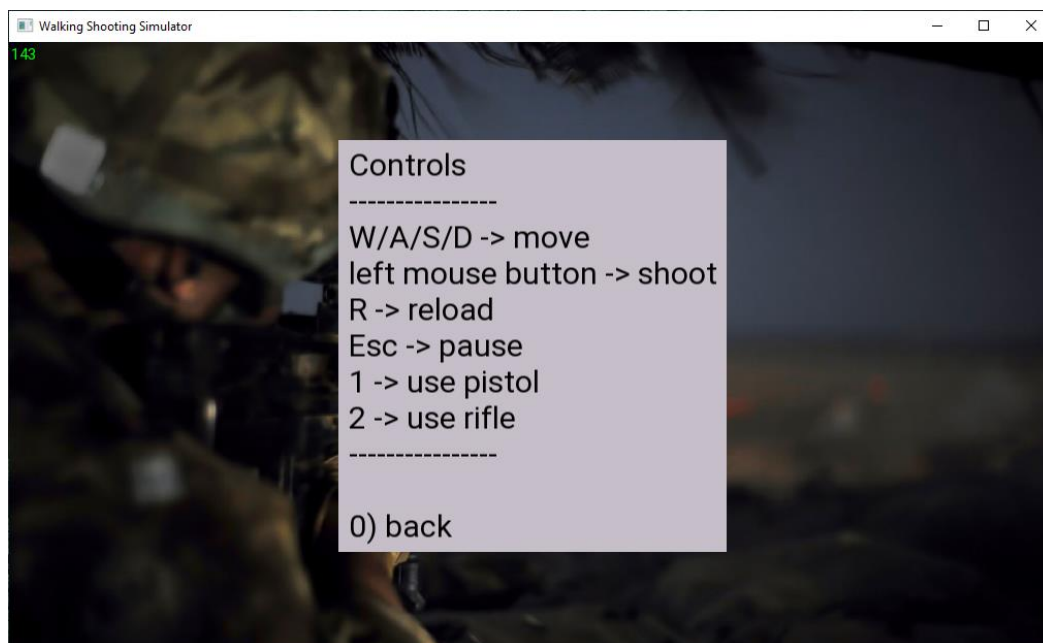 Walking Shooting Simulator
143
Controls
----------------
W/A/S/D -> move
left mouse button -> shoot
R -> reload
Esc -> pause
1 -> use pistol
2 -> use rifle
----------------
0) back